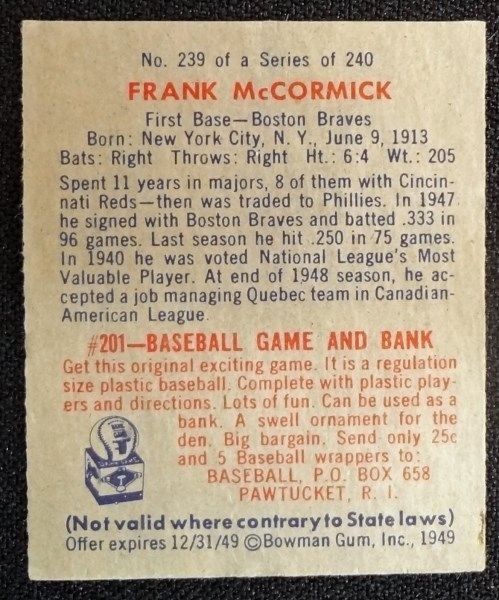 No. 239 of a Series of 240
FRANK McCORMICK
First Base—Boston Braves
Born: New York City, N. Y., June 9, 1913
Bats: Right Throws: Right Ht.: 6:4 Wt.: 205
Spent 11 years in majors, 8 of them with Cincin-
nati Reds—then was traded to Phillies. In 1947
he signed with Boston Braves and batted .333 in
96 games. Last season he hit .250 in 75 games.
In 1940 he was voted National League's Most
Valuable Player. At end of 1948 season, he ac-
cepted a job managing Quebec team in Canadian-
American League.
#201—BASEBALL GAME AND BANK
Get this original exciting game. It is a regulation
size plastic baseball. Complete with plastic play-
ers and directions. Lots of fun. Can be used as a
bank. A swell ornament for the
den. Big bargain. Send only 25c
and 5 Baseball wrappers to:
BASEBALL, P.O. BOX 658
PAWTUCKET, R. I.
(Not valid where contrary to State laws)
Offer expires 12/31/49 ©Bowman Gum, Inc., 1949